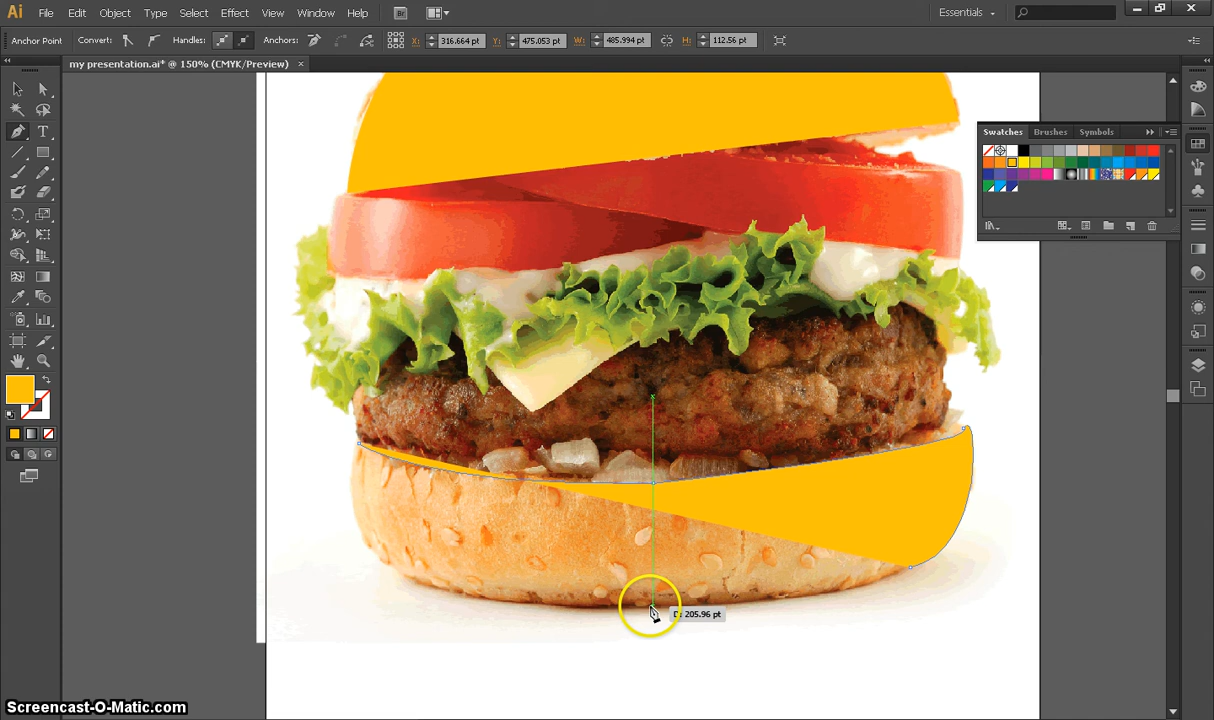 Ai File Edit Object Type Select Effect View Window Help Br Essentials
Anchor Point Convert: Handles: Anchors: X: 316.664 pt Y: 475.053 pt W: 485.994 pt H: 112.56 pt
my presentation.ai* @ 150% (CMYK/Preview) ×
Swatches Brushes Symbols
T
D: 205.96 pt
Screencast-O-Matic.com